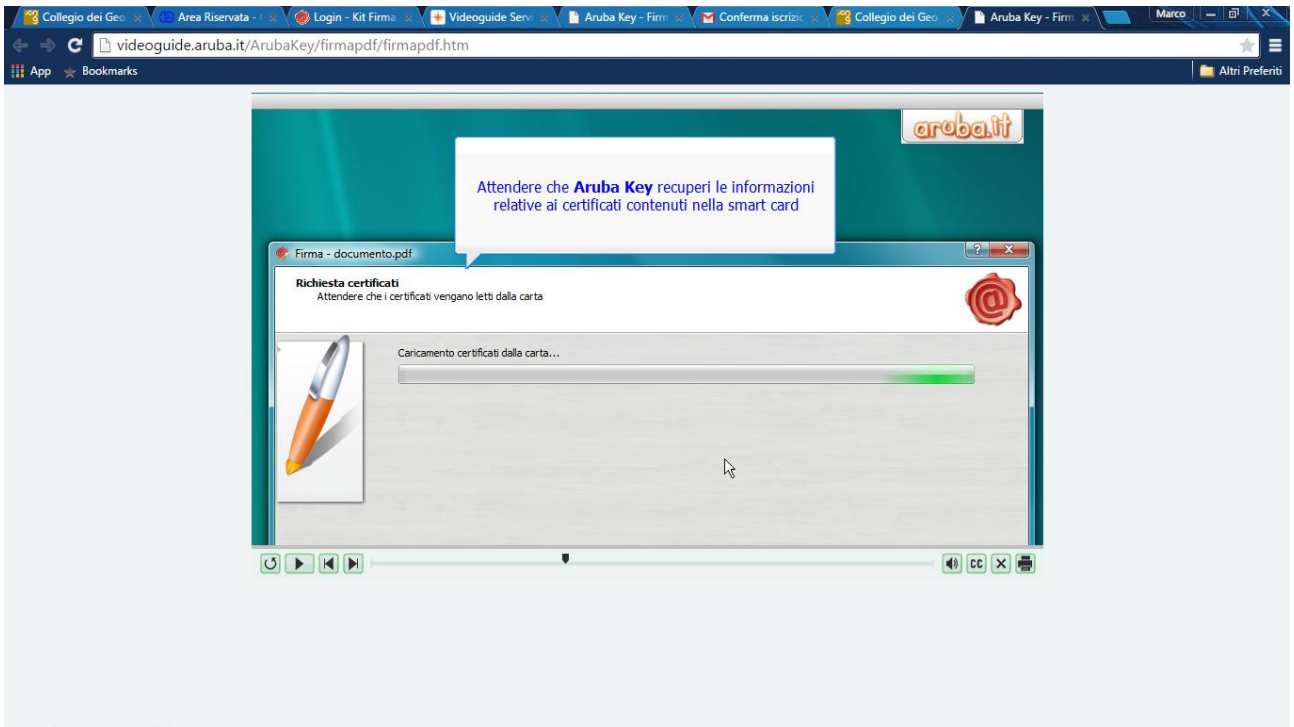 Collegio dei Geo
Area Riservata -
Login - Kit Firma
Videoguide Servi
Aruba Key - Firm
Conferma iscrizio
Collegio dei Geo
Aruba Key - Firm
Marco
videoguide.aruba.it/ArubaKey/firmapdf/firmapdf.htm
App
Bookmarks
Altri Preferiti
aruba.it
Attendere che Aruba Key recuperi le informazioni
relative ai certificati contenuti nella smart card
Firma - documento.pdf
Richiesta certificati
Attendere che i certificati vengano letti dalla carta
Caricamento certificati dalla carta...
CC